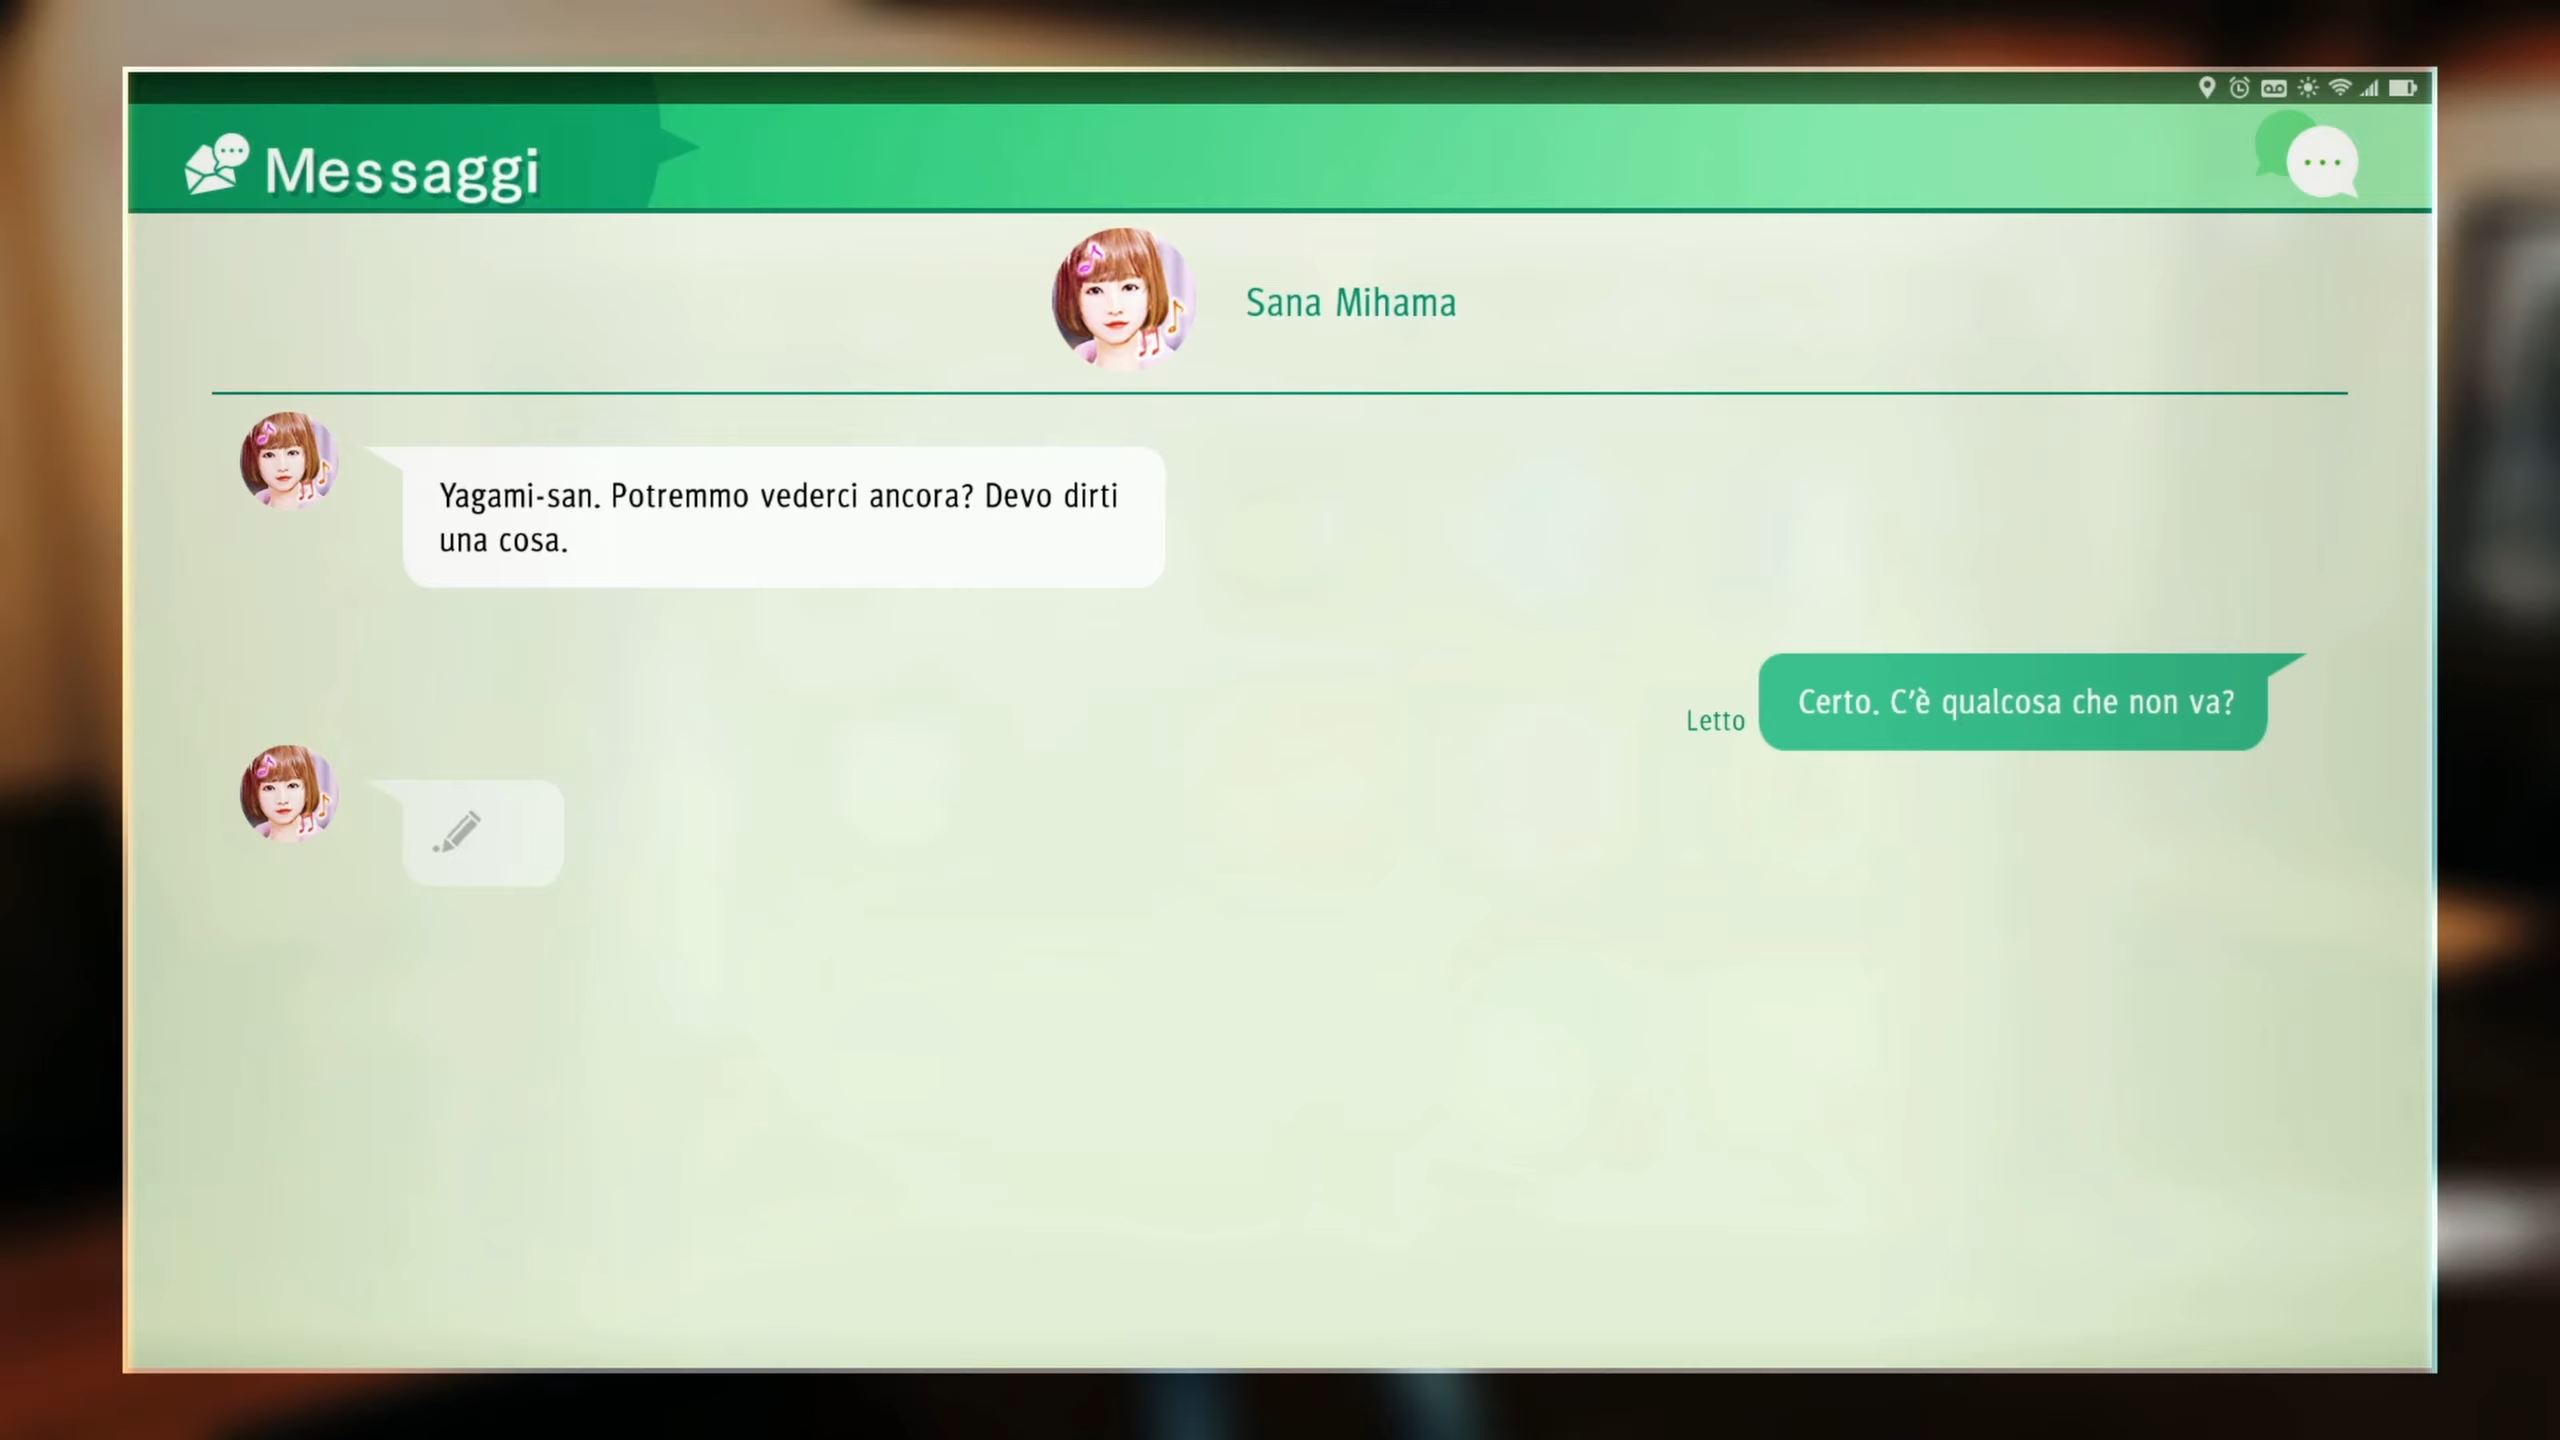 Messaggi
Sana Mihama
Yagami-san. Potremmo vederci ancora? Devo dirti
una cosa.
Certo. C'è qualcosa che non va?
Letto